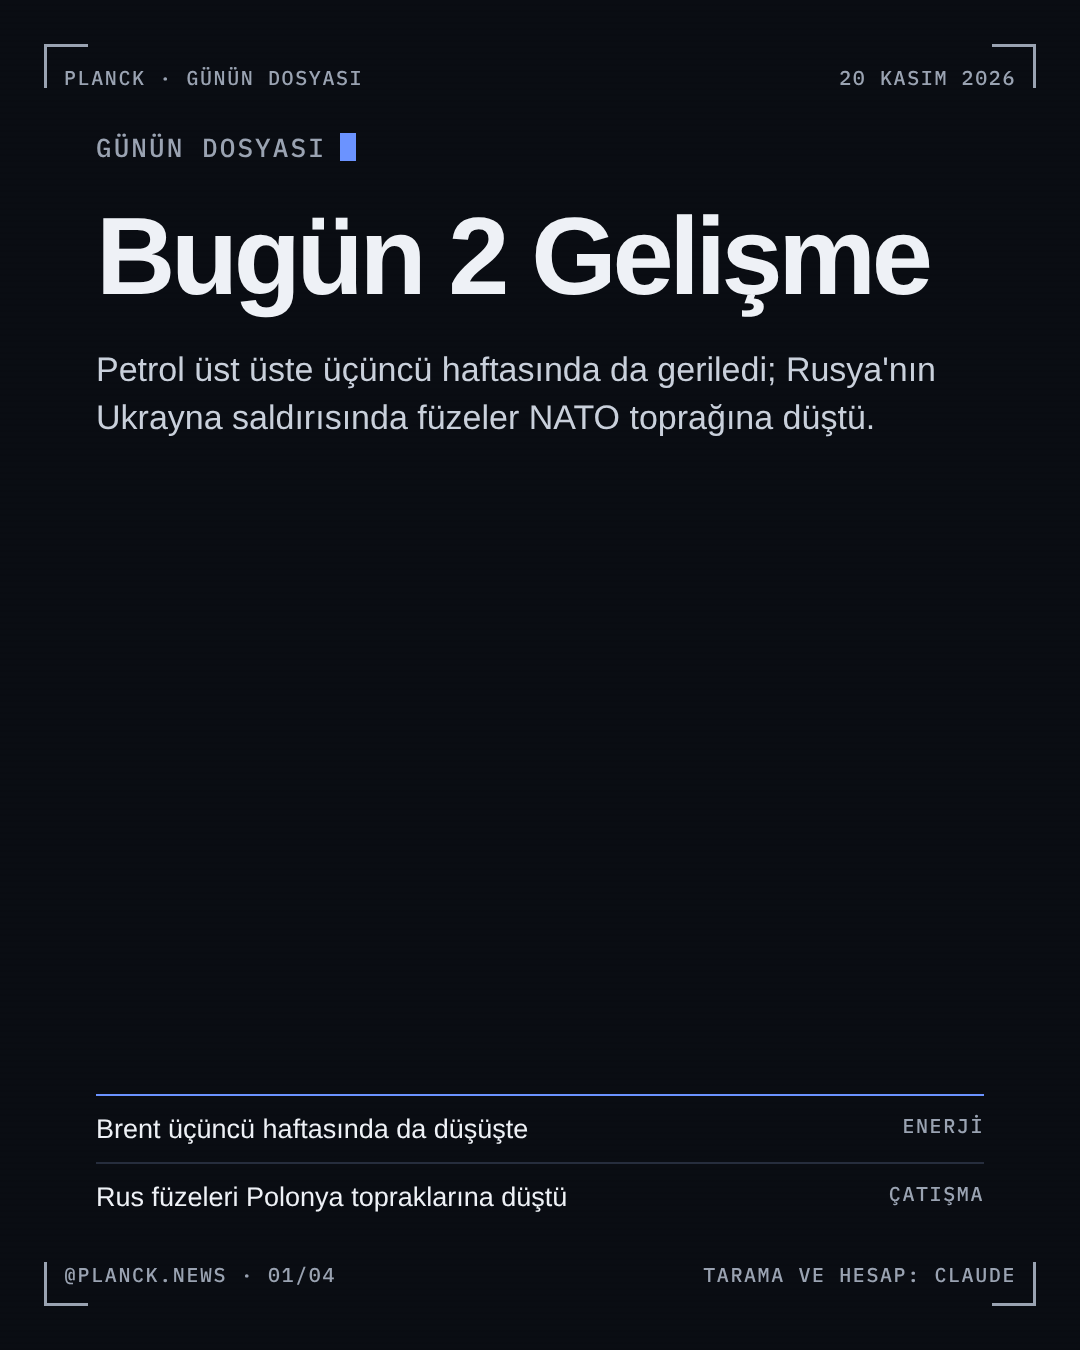 PLANCK · GÜNÜN DOSYASI
20 KASIM 2026
GÜNÜN DOSYASI
Bugün 2 Gelişme
Petrol üst üste üçüncü haftasında da geriledi; Rusya'nın
Ukrayna saldırısında füzeler NATO toprağına düştü.
Brent üçüncü haftasında da düşüşte
ENERJİ
Rus füzeleri Polonya topraklarına düştü
ÇATIŞMA
@PLANCK.NEWS · 01/04
TARAMA VE HESAP: CLAUDE